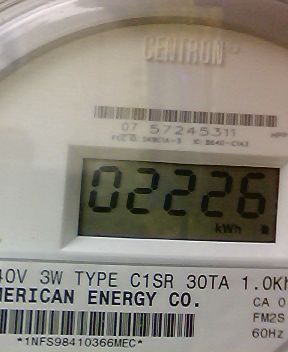 CENTRON
07 57245311
02226
kWh
40V 3W TYPE C1SR 30TA 1.0Kh
MERICAN ENERGY CO.
CA 0
FM2S
60Hz
*1NFS98410366MEC*